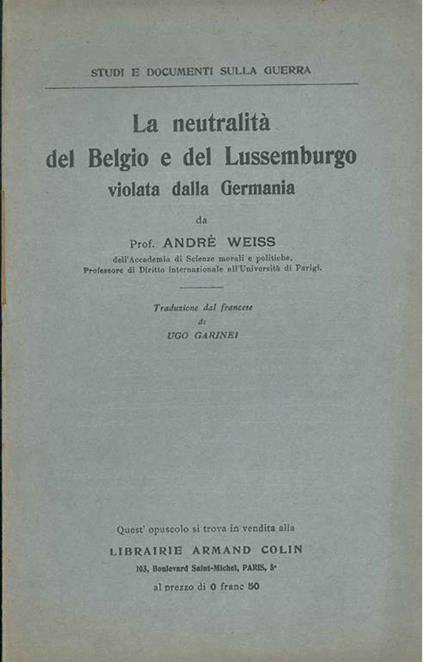 STUDI E DOCUMENTI SULLA GUERRA
La neutralità
del Belgio e del Lussemburgo
violata dalla Germania
da
Prof. ANDRÈ WEISS
dell'Accademia di Scienze morali e politiche,
Professore di Diritto internazionale all'Università di Parigi.
Traduzione dal francese
di
UGO GARINEI
Quest' opuscolo si trova in vendita alla
LIBRAIRIE ARMAND COLIN
103, Boulevard Saint-Michel, PARIS, 5e
al prezzo di 0 franc 50